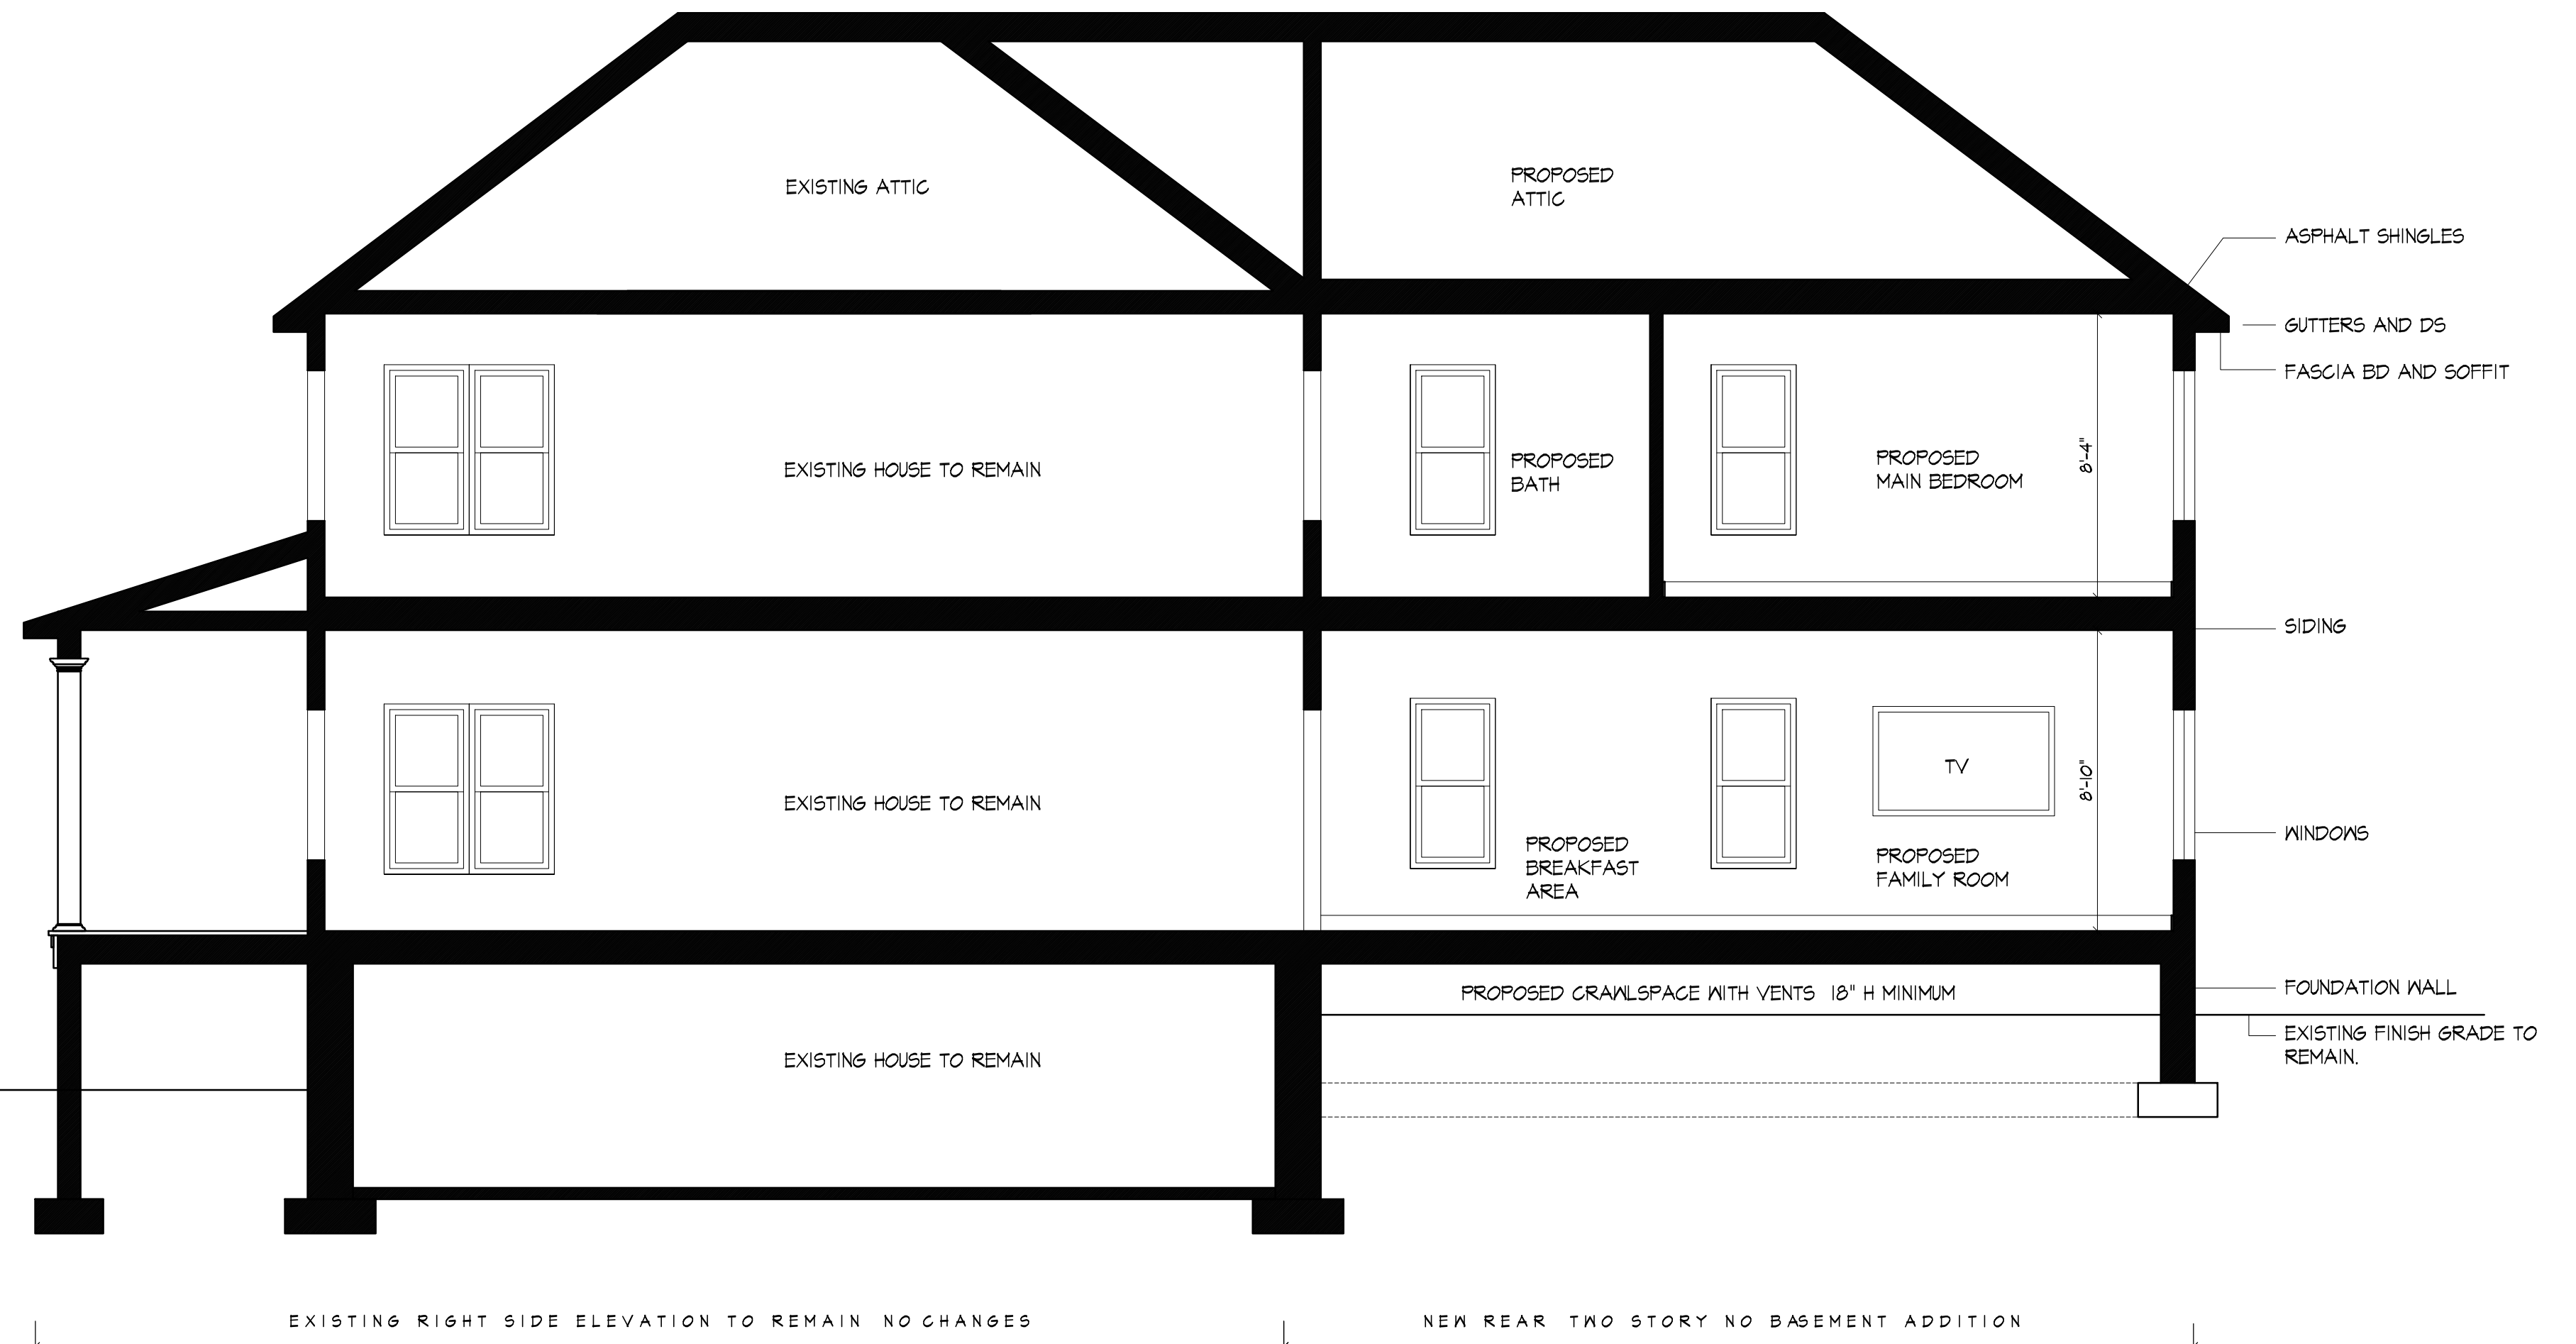 EXISTING ATTIC
PROPOSED
ATTIC
ASPHALT SHINGLES
GUTTERS AND DS
FASCIA BD AND SOFFIT
EXISTING HOUSE TO REMAIN
PROPOSED
BATH
PROPOSED
MAIN BEDROOM
8'-4"
SIDING
EXISTING HOUSE TO REMAIN
TV
8'-10"
PROPOSED
BREAKFAST
AREA
PROPOSED
FAMILY ROOM
WINDOWS
PROPOSED CRAWLSPACE WITH VENTS 18" H MINIMUM
FOUNDATION WALL
EXISTING FINISH GRADE TO
REMAIN.
EXISTING HOUSE TO REMAIN
EXISTING RIGHT SIDE ELEVATION TO REMAIN NO CHANGES
NEW REAR TWO STORY NO BASEMENT ADDITION